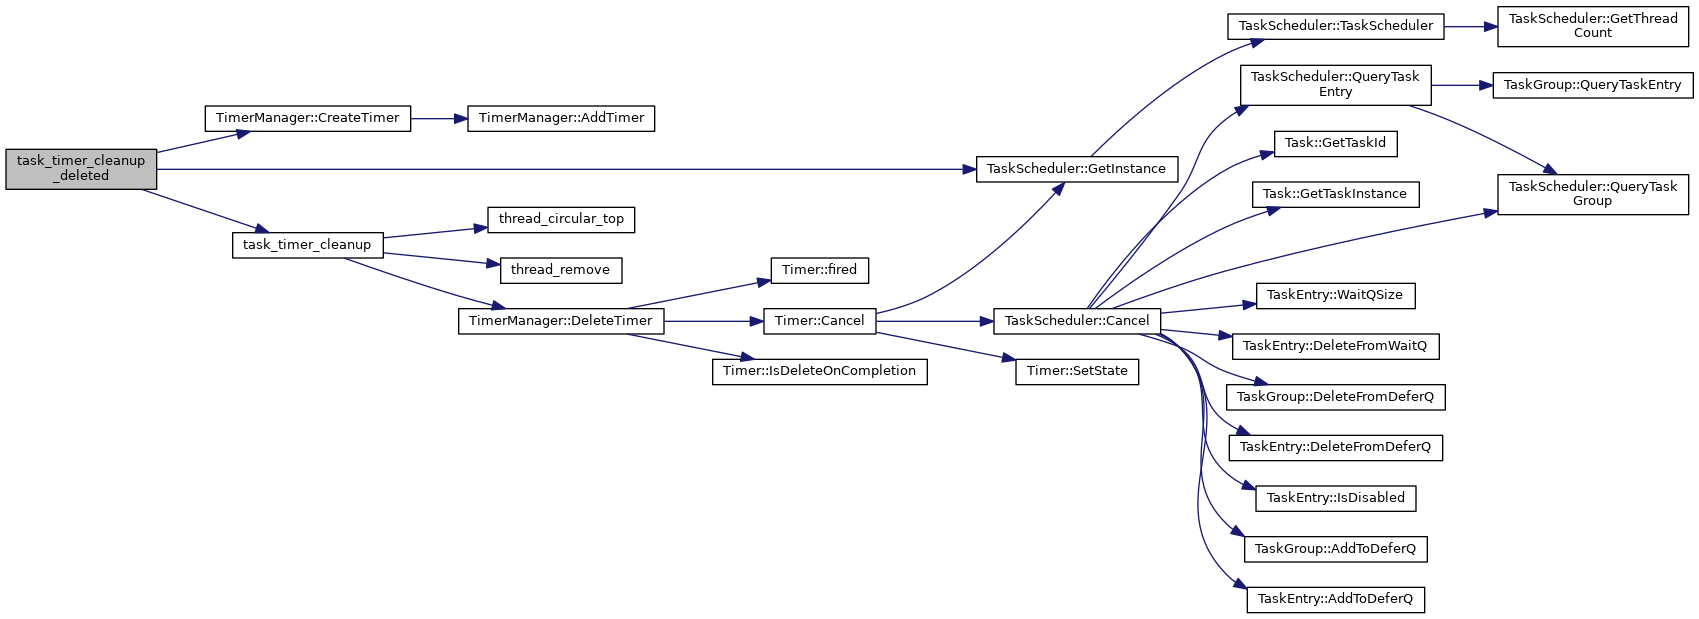 task_timer_cleanup
_deleted
TimerManager::CreateTimer
TimerManager::AddTimer
task_timer_cleanup
thread_circular_top
thread_remove
TimerManager::DeleteTimer
Timer::fired
Timer::Cancel
Timer::IsDeleteOnCompletion
TaskScheduler::GetInstance
TaskScheduler::Cancel
Timer::SetState
TaskScheduler::TaskScheduler
TaskScheduler::GetThread
Count
TaskScheduler::QueryTask
Entry
TaskGroup::QueryTaskEntry
Task::GetTaskId
Task::GetTaskInstance
TaskScheduler::QueryTask
Group
TaskEntry::WaitQSize
TaskEntry::DeleteFromWaitQ
TaskGroup::DeleteFromDeferQ
TaskEntry::DeleteFromDeferQ
TaskEntry::IsDisabled
TaskGroup::AddToDeferQ
TaskEntry::AddToDeferQ